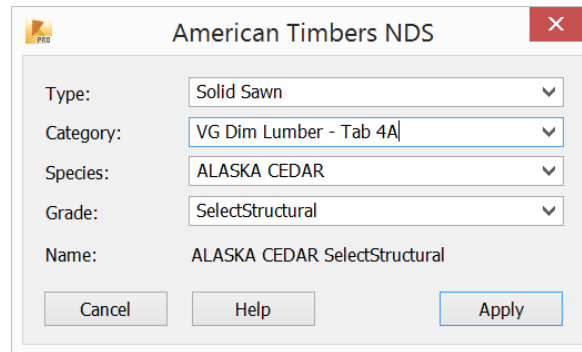 PRO
American Timbers NDS
Type: Solid Sawn
Category: VG Dim Lumber - Tab 4A
Species: ALASKA CEDAR
Grade: SelectStructural
Name: ALASKA CEDAR SelectStructural
Cancel Help Apply